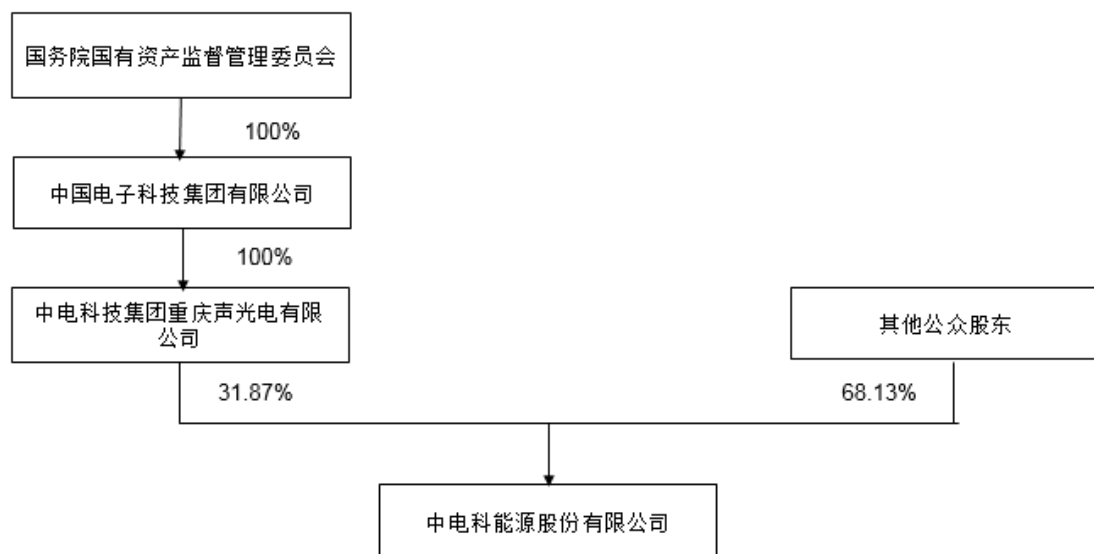 国务院国有资产监督管理委员会
100%
中国电子科技集团有限公司
100%
中电科技集团重庆声光电有限
公司
其他公众股东
31.87%
68.13%
中电科能源股份有限公司